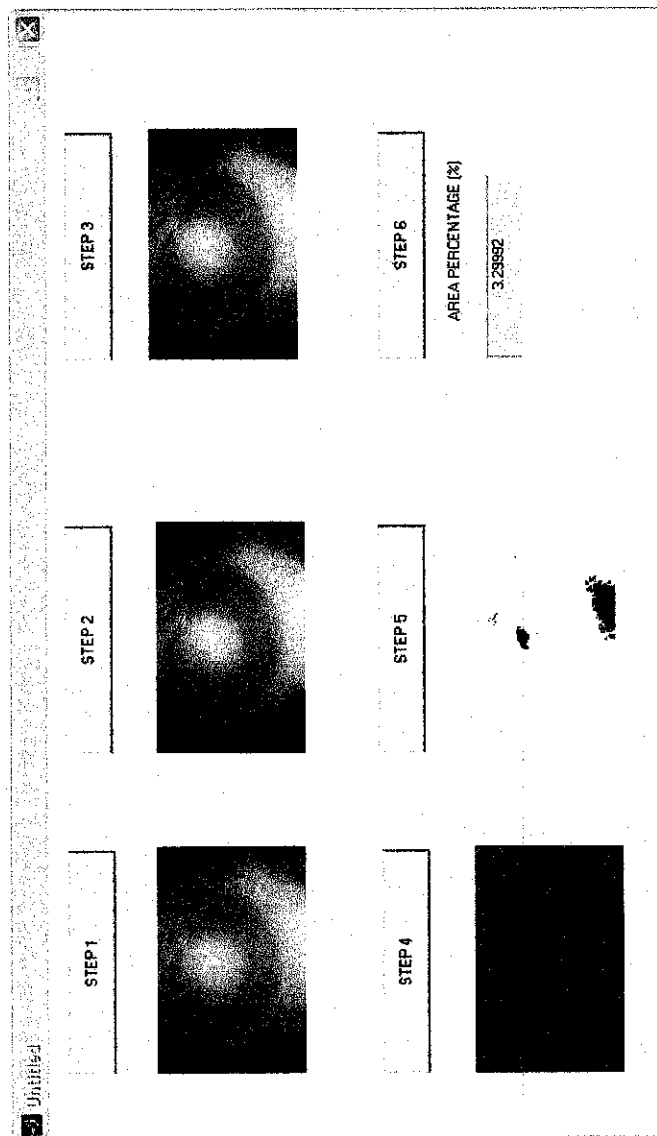 Untitled
STEP 1
STEP 2
STEP 3
STEP 4
STEP 5
STEP 6
AREA PERCENTAGE (%)
3.29992